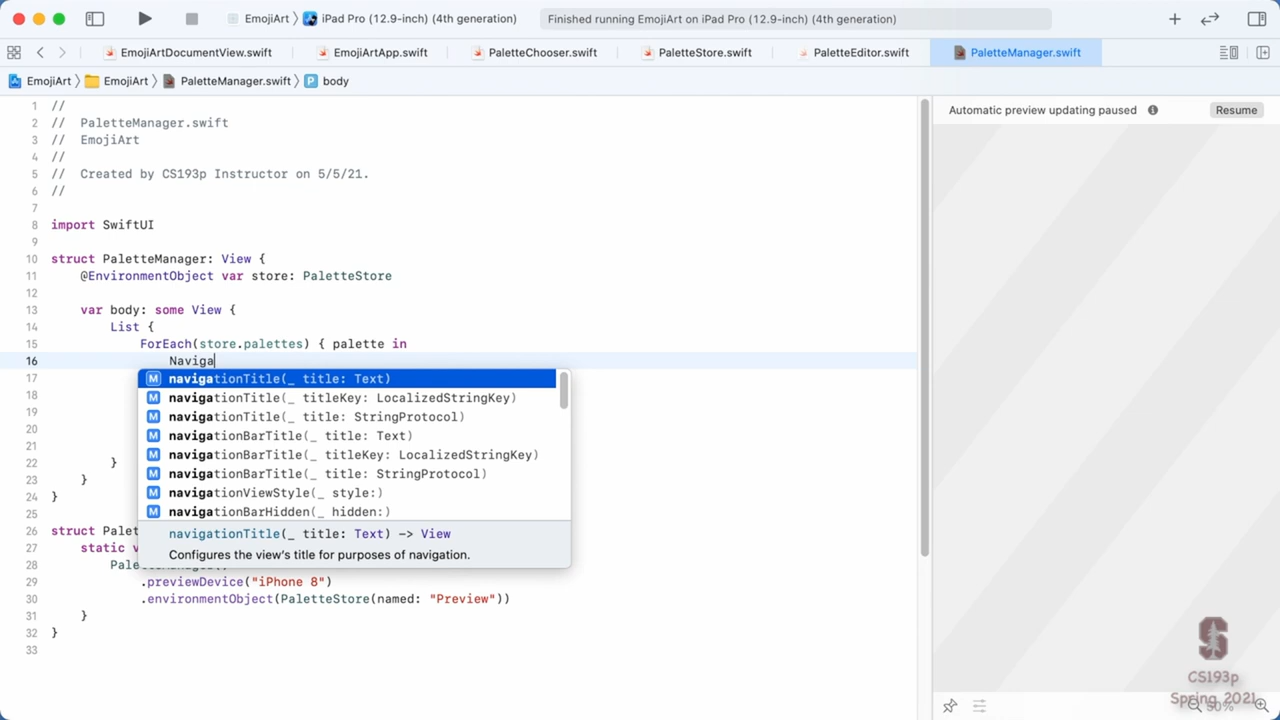 EmojiArt 〉 iPad Pro (12.9-inch) (4th generation)
Finished running EmojiArt on iPad Pro (12.9-inch) (4th generation)
EmojiArtDocumentView.swift
EmojiArtApp.swift
PaletteChooser.swift
PaletteStore.swift
PaletteEditor.swift
PaletteManager.swift
EmojiArt 〉 EmojiArt 〉 PaletteManager.swift 〉 P body
Automatic preview updating paused
Resume
1 //
2 //  PaletteManager.swift
3 //  EmojiArt
4 //
5 //  Created by CS193p Instructor on 5/5/21.
6 //
7
8 import SwiftUI
9
10 struct PaletteManager: View {
11     @EnvironmentObject var store: PaletteStore
12
13     var body: some View {
14         List {
15             ForEach(store.palettes) { palette in
16                 Naviga
17
18
19
20
21
22         }
23     }
24 }
25
26 struct Palet
27     static v
28
29             .previewDevice("iPhone 8")
30             .environmentObject(PaletteStore(named: "Preview"))
31     }
32 }
33
M navigationTitle(_ title: Text)
M navigationTitle(_ titleKey: LocalizedStringKey)
M navigationTitle(_ title: StringProtocol)
M navigationBarTitle(_ title: Text)
M navigationBarTitle(_ titleKey: LocalizedStringKey)
M navigationBarTitle(_ title: StringProtocol)
M navigationViewStyle(_ style:)
M navigationBarHidden(_ hidden:)
navigationTitle(_ title: Text) -> View
Configures the view's title for purposes of navigation.
S
CS193p
Spring 2021